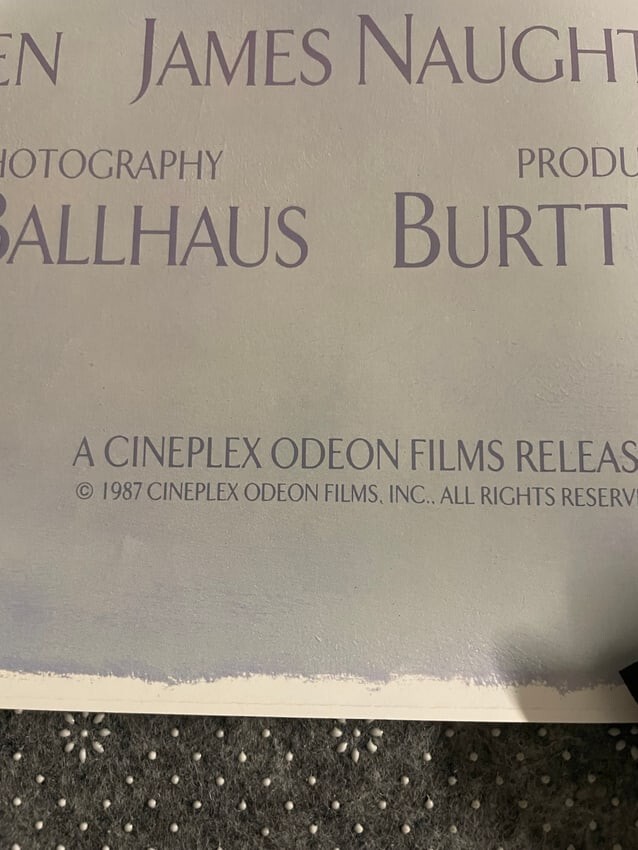 EN JAMES NAUGHT
HOTOGRAPHY PRODU
BALLHAUS BURTT
A CINEPLEX ODEON FILMS RELEAS
© 1987 CINEPLEX ODEON FILMS, INC.. ALL RIGHTS RESERV